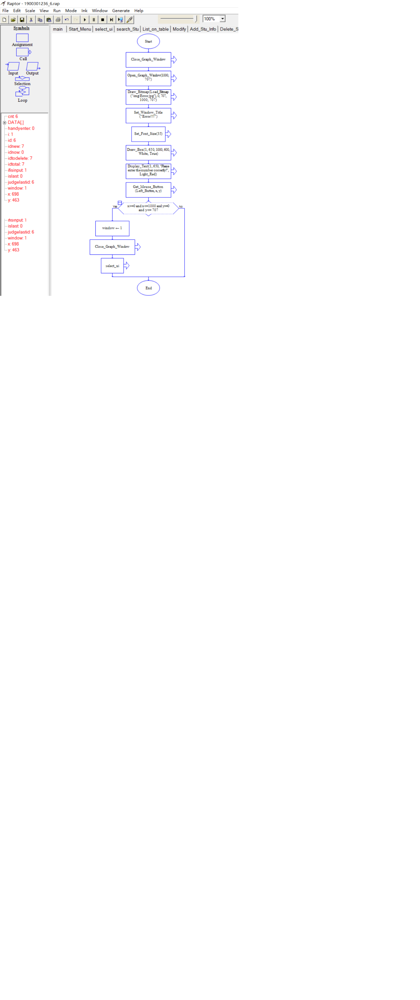 Raptor - 1900301236_6.rap
File Edit Scale View Run Mode Ink Window Generate Help
100%
Symbols
main Start_Menu select_ui search_Stu List_on_table Modify Add_Stu_Info Delete_S
Assignment
Call
Input Output
Selection
Loop
cnt: 6
DATA[.]
handyenter: 0
i: 1
id: 6
idnew: 7
idnow: 0
idtodelete: 7
idtotal: 7
ifisinput: 1
islast: 0
judgelastid: 6
window: 1
x: 698
y: 463
ifisinput: 1
islast: 0
judgelastid: 6
window: 1
x: 698
y: 463
Start
Close_Graph_Window
Open_Graph_Window(1000,
707)
Draw_Bitmap(Load_Bitmap
("img\Error.jpg"), 0, 707,
1000, 707)
Set_Window_Title
("Error!!!")
Set_Font_Size(35)
Draw_Box(1, 650, 1000, 600,
White, True)
Display_Text(1, 650, "Please
enter the number correctly!",
Light_Red)
Get_Mouse_Button
(Left_Button, x, y)
Yes
x>=0 and x<=1000 and y>=0
and y<= 707
No
window ← 1
Close_Graph_Window
select_ui
End